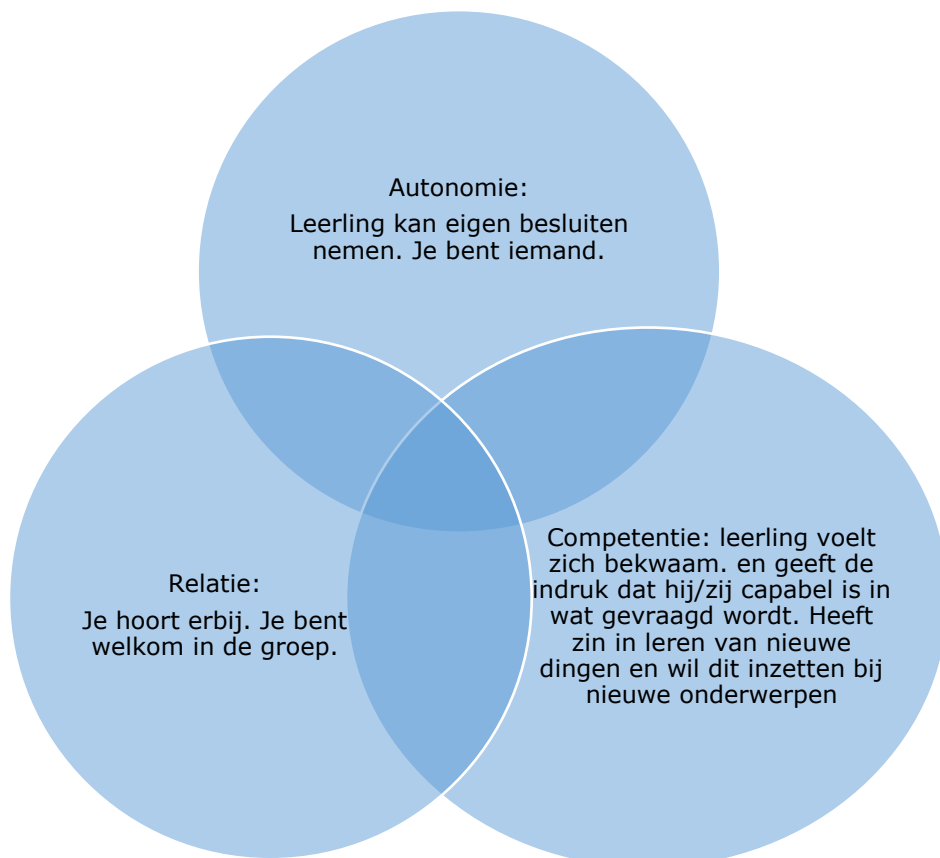 Autonomie:
Leerling kan eigen besluiten
nemen. Je bent iemand.
Relatie:
Je hoort erbij. Je bent
welkom in de groep.
Competentie: leerling voelt
zich bekwaam. en geeft de
indruk dat hij/zij capabel is in
wat gevraagd wordt. Heeft
zin in leren van nieuwe
dingen en wil dit inzetten bij
nieuwe onderwerpen